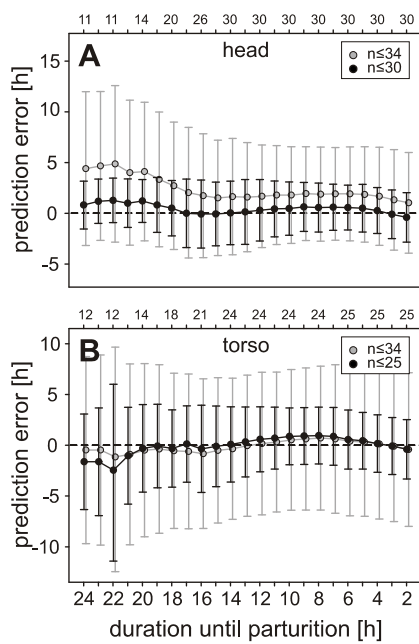 11 11 14 20 26 28 30 30 30 30 30 30
A head
n≤34
n≤30
prediction error [h]
15
10
5
0
-5
12 12 14 18 21 24 24 24 24 25 25 25
B torso
n≤34
n≤25
prediction error [h]
10
5
0
-5
-10
24 22 20 18 16 14 12 10 8 6 4 2
duration until parturition [h]